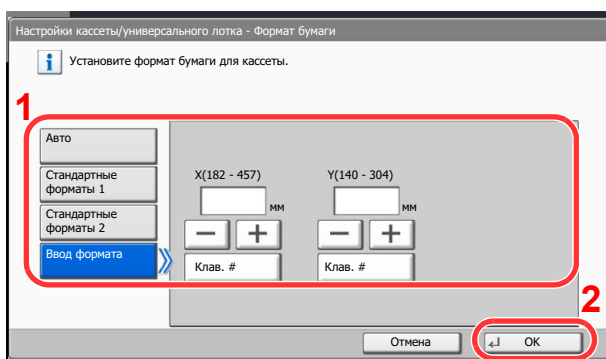 Настройки кассеты/универсального лотка - Формат бумаги
i Установите формат бумаги для кассеты.
1
Авто
Стандартные
форматы 1
Стандартные
форматы 2
Ввод формата
X(182 - 457)
мм
− +
Клав. #
Y(140 - 304)
мм
− +
Клав. #
2
Отмена
OK